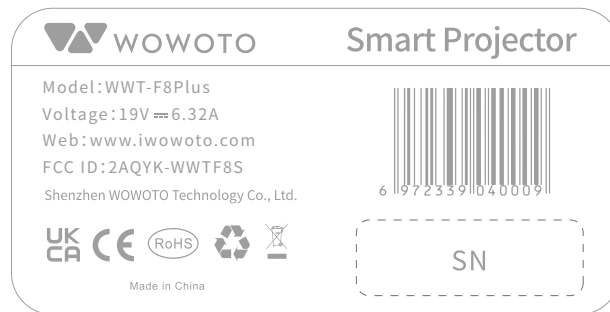 WOWOTO
Smart Projector
Model:WWT-F8Plus
Voltage:19V⎓6.32A
Web:www.iwowoto.com
FCC ID:2AQYK-WWTF8S
Shenzhen WOWOTO Technology Co., Ltd.
6 972339 040009
UK
CA
CE
RoHS
SN
Made in China